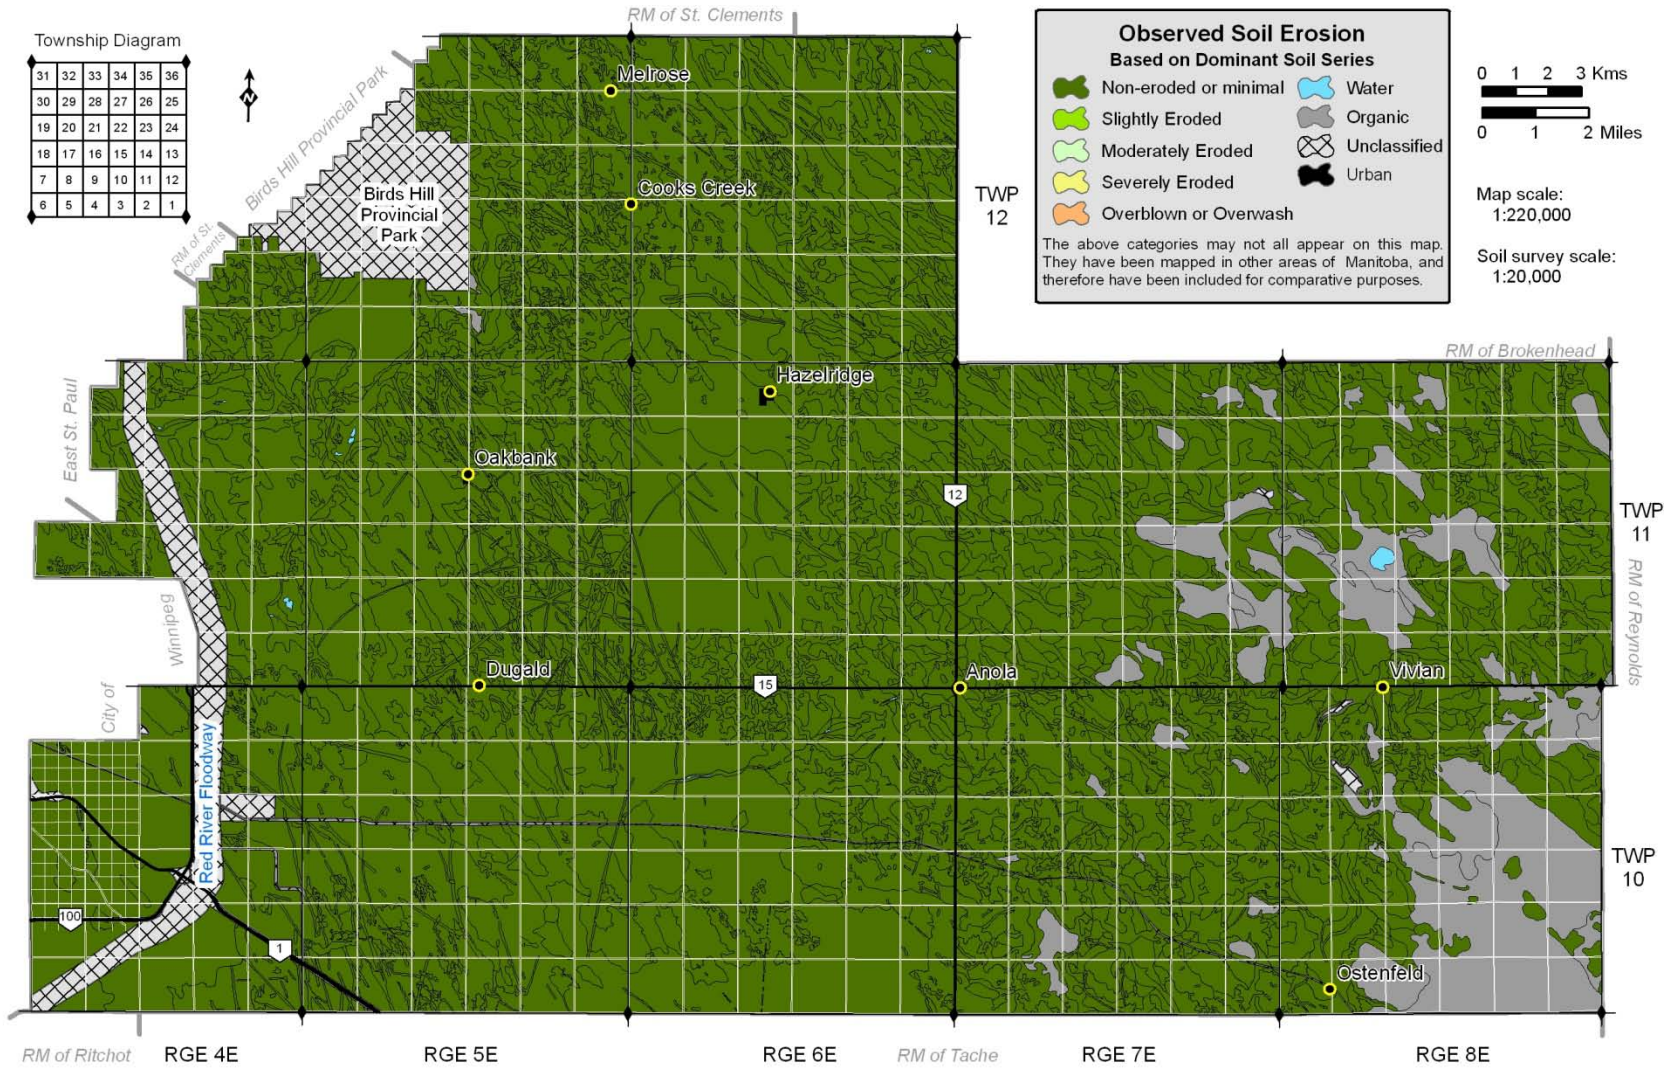 RM of St. Clements
Township Diagram
31 32 33 34 35 36
30 29 28 27 26 25
19 20 21 22 23 24
18 17 16 15 14 13
7 8 9 10 11 12
6 5 4 3 2 1
N
Observed Soil Erosion
Based on Dominant Soil Series
Non-eroded or minimal
Slightly Eroded
Moderately Eroded
Severely Eroded
Overblown or Overwash
Water
Organic
Unclassified
Urban
The above categories may not all appear on this map.
They have been mapped in other areas of Manitoba, and
therefore have been included for comparative purposes.
0 1 2 3 Kms
0 1 2 Miles
Map scale:
1:220,000
Soil survey scale:
1:20,000
Melrose
Birds Hill Provincial Park
Birds Hill
Provincial
Park
Cooks Creek
TWP
12
RM of St.
Clements
RM of Brokenhead
Hazelridge
East St. Paul
Oakbank
12
TWP
11
RM of Reynolds
Winnipeg
City of
Dugald
15
Anola
Vivian
Red River Floodway
TWP
10
100
1
Ostenfeld
RM of Ritchot
RGE 4E
RGE 5E
RGE 6E
RM of Tache
RGE 7E
RGE 8E